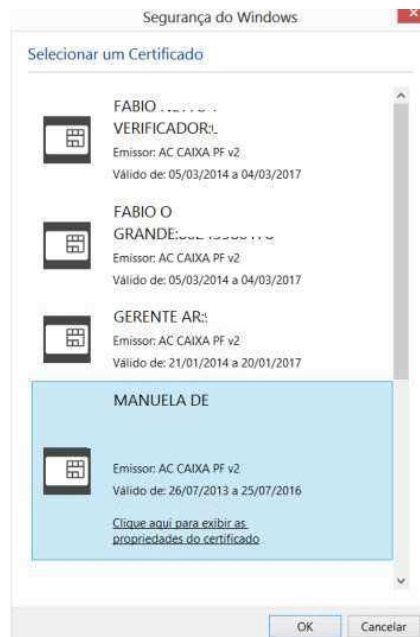 Segurança do Windows
Selecionar um Certificado
FABIO
VERIFICADOR:
Emissor: AC CAIXA PF v2
Válido de: 05/03/2014 a 04/03/2017
FABIO O
GRANDE:
Emissor: AC CAIXA PF v2
Válido de: 05/03/2014 a 04/03/2017
GERENTE AR:
Emissor: AC CAIXA PF v2
Válido de: 21/01/2014 a 20/01/2017
MANUELA DE
Emissor: AC CAIXA PF v2
Válido de: 26/07/2013 a 25/07/2016
Clique aqui para exibir as
propriedades do certificado
OK Cancelar